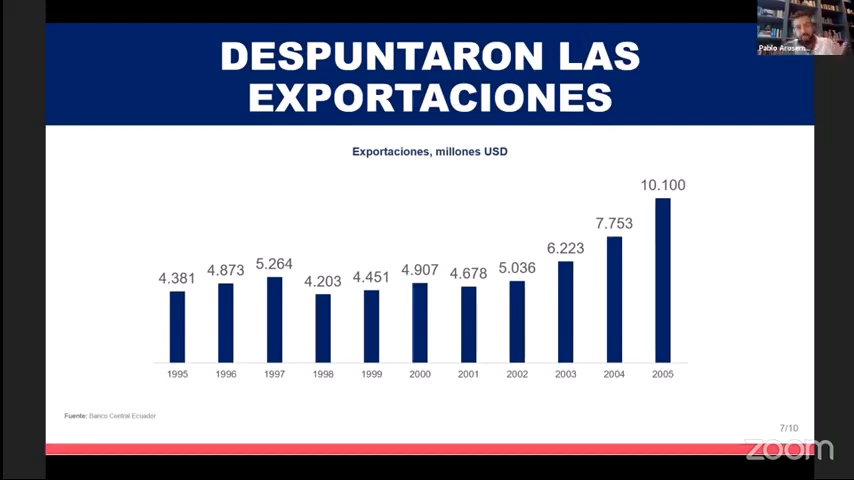 Pablo Arosem...
DESPUNTARON LAS
EXPORTACIONES
Exportaciones, millones USD
4.381 4.873 5.264 4.203 4.451 4.907 4.678 5.036 6.223 7.753 10.100
1995 1996 1997 1998 1999 2000 2001 2002 2003 2004 2005
Fuente: Banco Central Ecuador
7/10
zoom